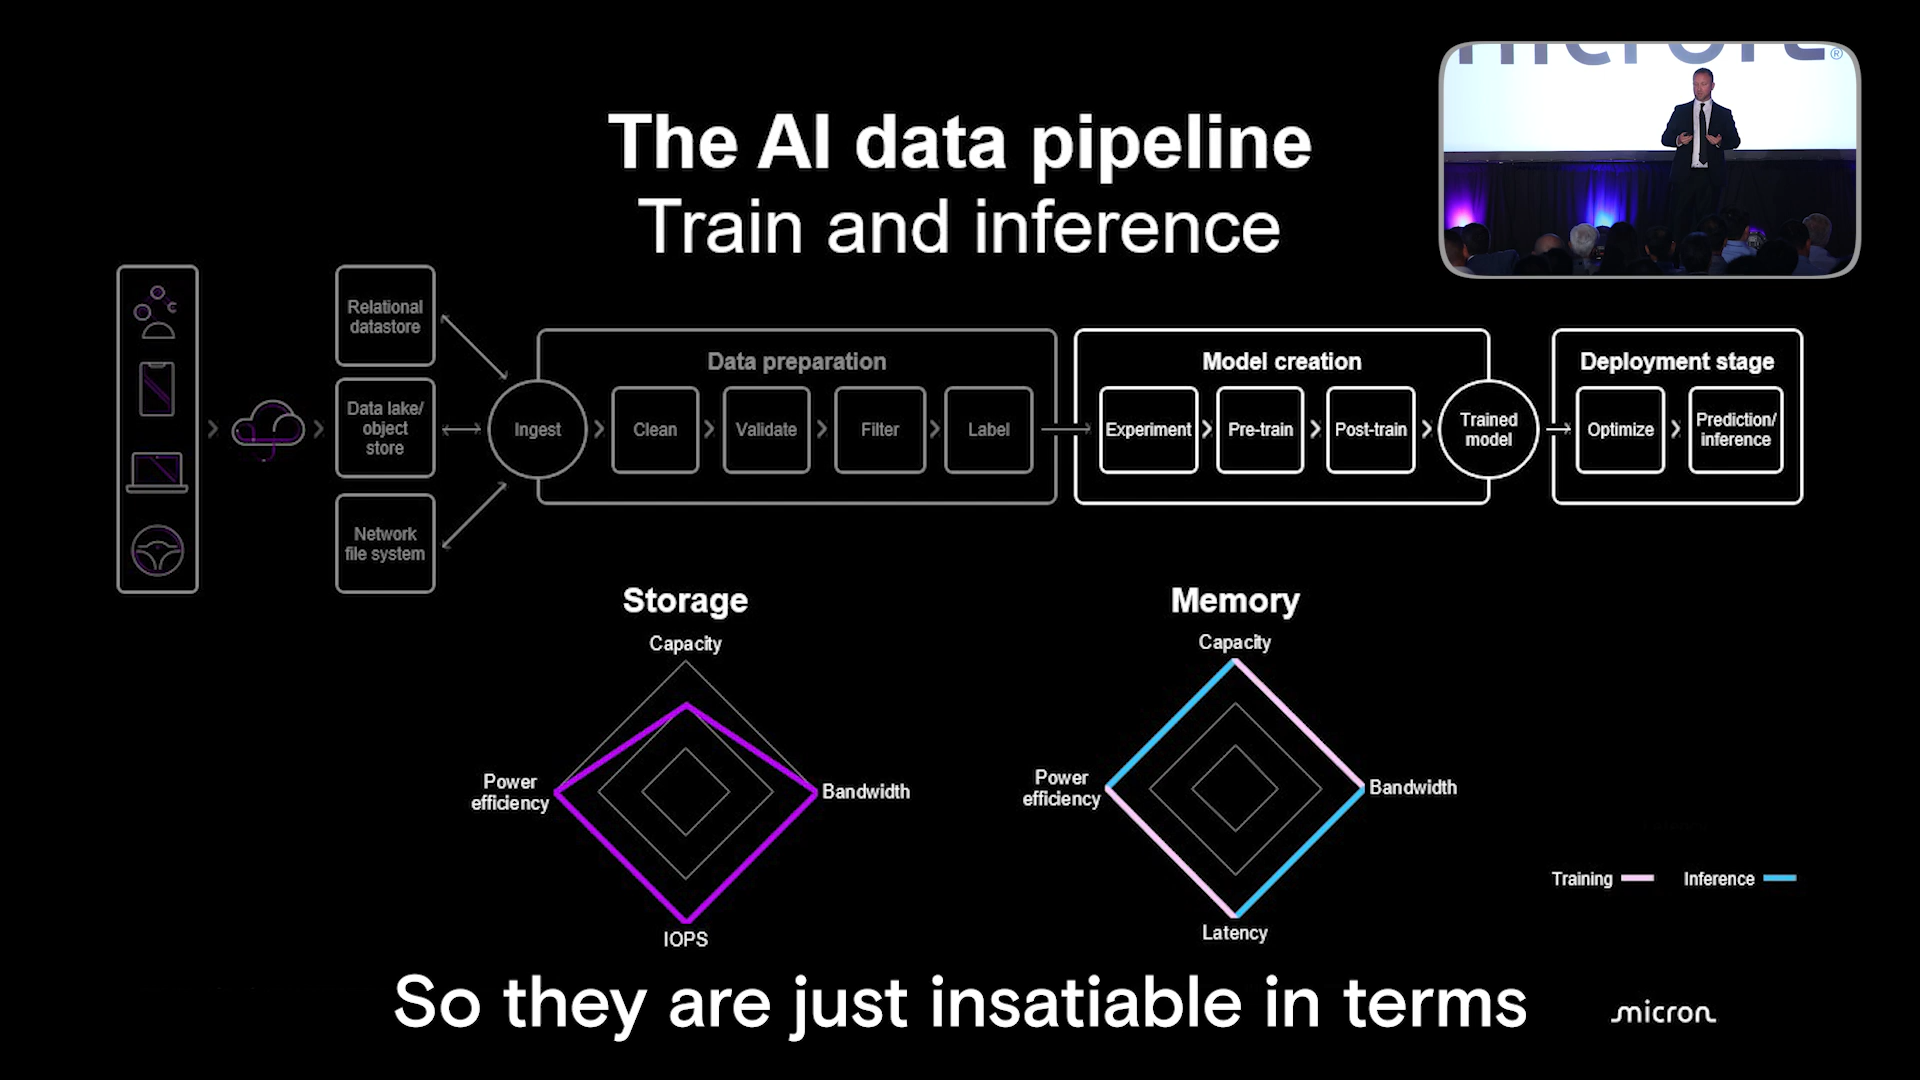 The AI data pipeline
Train and inference
Relational
datastore
Data lake/
object
store
Network
file system
Ingest
Data preparation
Clean
Validate
Filter
Label
Model creation
Experiment
Pre-train
Post-train
Trained
model
Deployment stage
Optimize
Prediction/
inference
Storage
Capacity
Power
efficiency
Bandwidth
IOPS
Memory
Capacity
Power
efficiency
Bandwidth
Latency
Training
Inference
So they are just insatiable in terms
micron